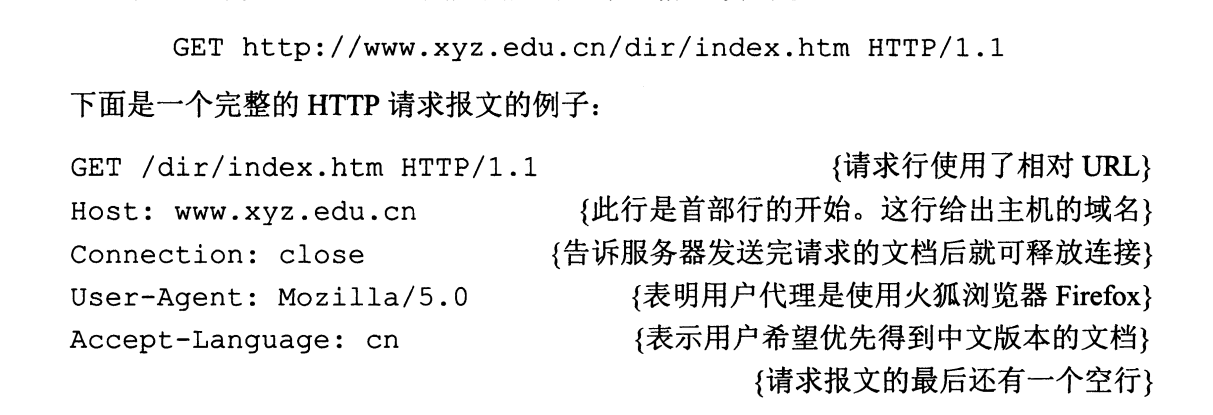 GET http://www.xyz.edu.cn/dir/index.htm HTTP/1.1
下面是一个完整的 HTTP 请求报文的例子：
GET /dir/index.htm HTTP/1.1 {请求行使用了相对 URL}
Host: www.xyz.edu.cn {此行是首部行的开始。这行给出主机的域名}
Connection: close {告诉服务器发送完请求的文档后就可释放连接}
User-Agent: Mozilla/5.0 {表明用户代理是使用火狐浏览器 Firefox}
Accept-Language: cn {表示用户希望优先得到中文版本的文档}
{请求报文的最后还有一个空行}